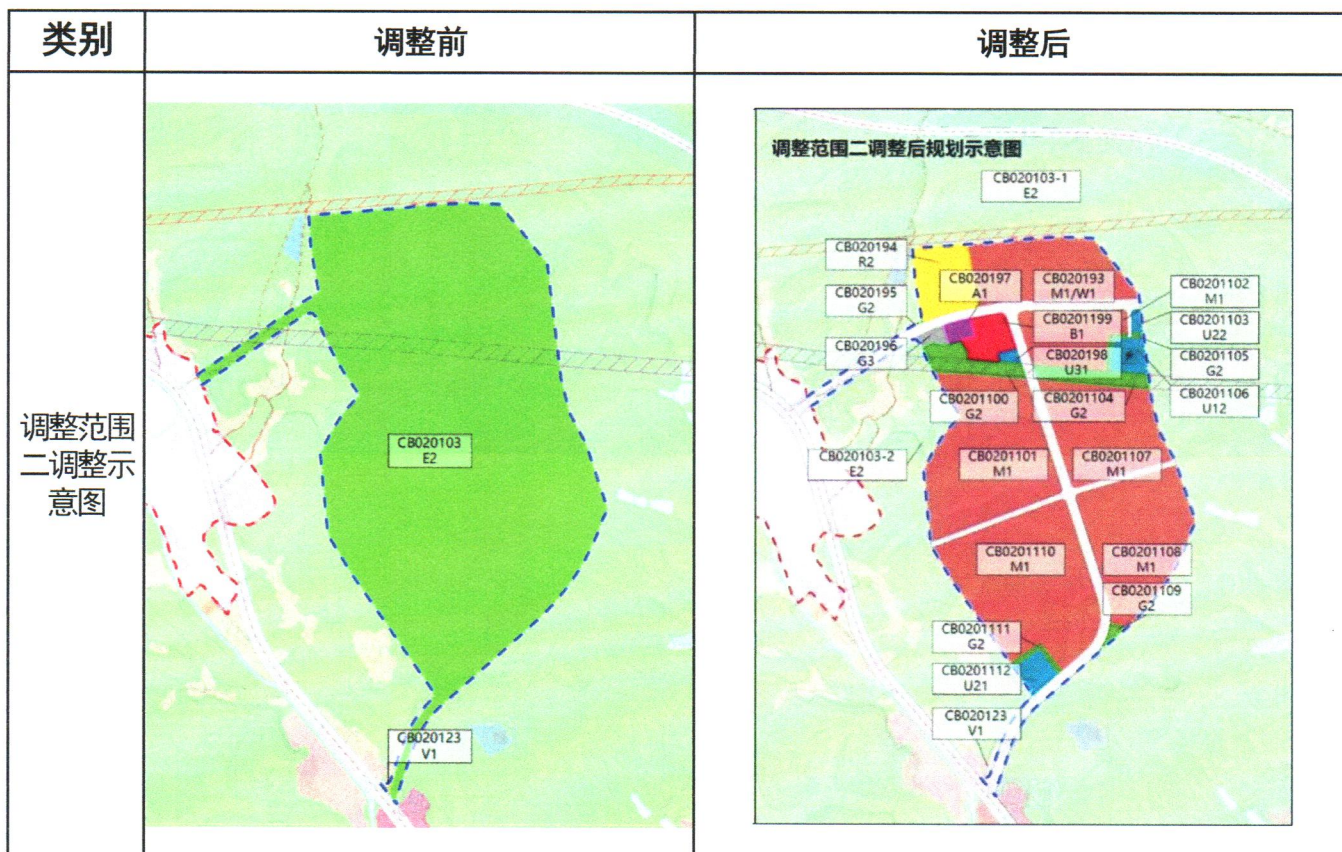 类别
调整前
调整后
调整范围
二调整示
意图
CB020103
E2
CB020123
V1
调整范围二调整后规划示意图
CB020103-1
E2
CB020194
R2
CB020197
A1
CB020193
M1/W1
CB0201102
M1
CB020195
G2
CB0201199
B1
CB0201103
U22
CB020196
G3
CB020198
U31
CB0201105
G2
CB0201100
G2
CB0201104
G2
CB0201106
U12
CB020103-2
E2
CB0201101
M1
CB0201107
M1
CB0201110
M1
CB0201108
M1
CB0201109
G2
CB0201111
G2
CB0201112
U21
CB020123
V1